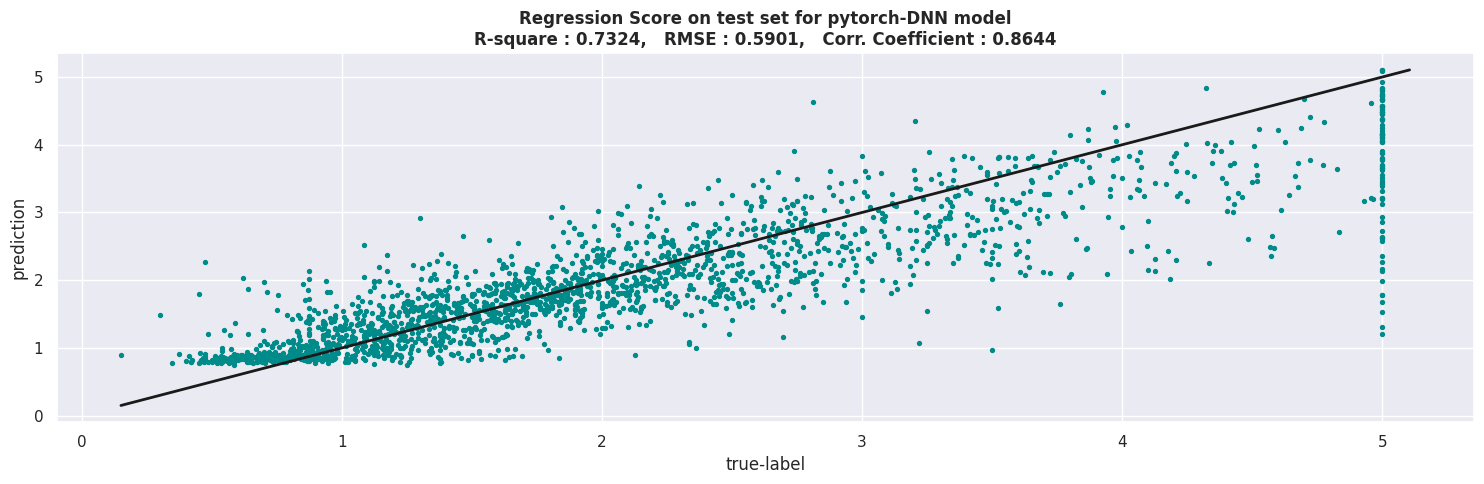 Regression Score on test set for pytorch-DNN model
R-square : 0.7324,   RMSE : 0.5901,   Corr. Coefficient : 0.8644
prediction
5
4
3
2
1
0
0 1 2 3 4 5
true-label